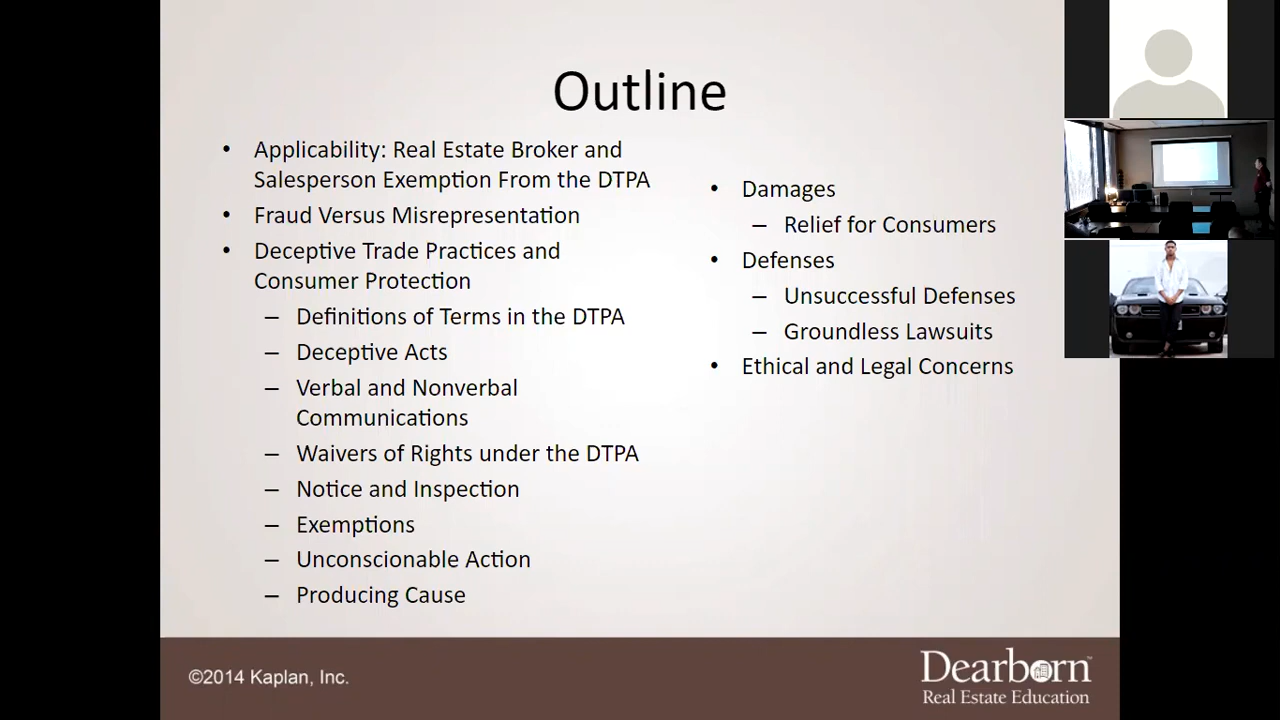 Outline
• Applicability: Real Estate Broker and
Salesperson Exemption From the DTPA
• Fraud Versus Misrepresentation
• Deceptive Trade Practices and
Consumer Protection
– Definitions of Terms in the DTPA
– Deceptive Acts
– Verbal and Nonverbal
Communications
– Waivers of Rights under the DTPA
– Notice and Inspection
– Exemptions
– Unconscionable Action
– Producing Cause
• Damages
– Relief for Consumers
• Defenses
– Unsuccessful Defenses
– Groundless Lawsuits
• Ethical and Legal Concerns
©2014 Kaplan, Inc.
Dearborn™
Real Estate Education